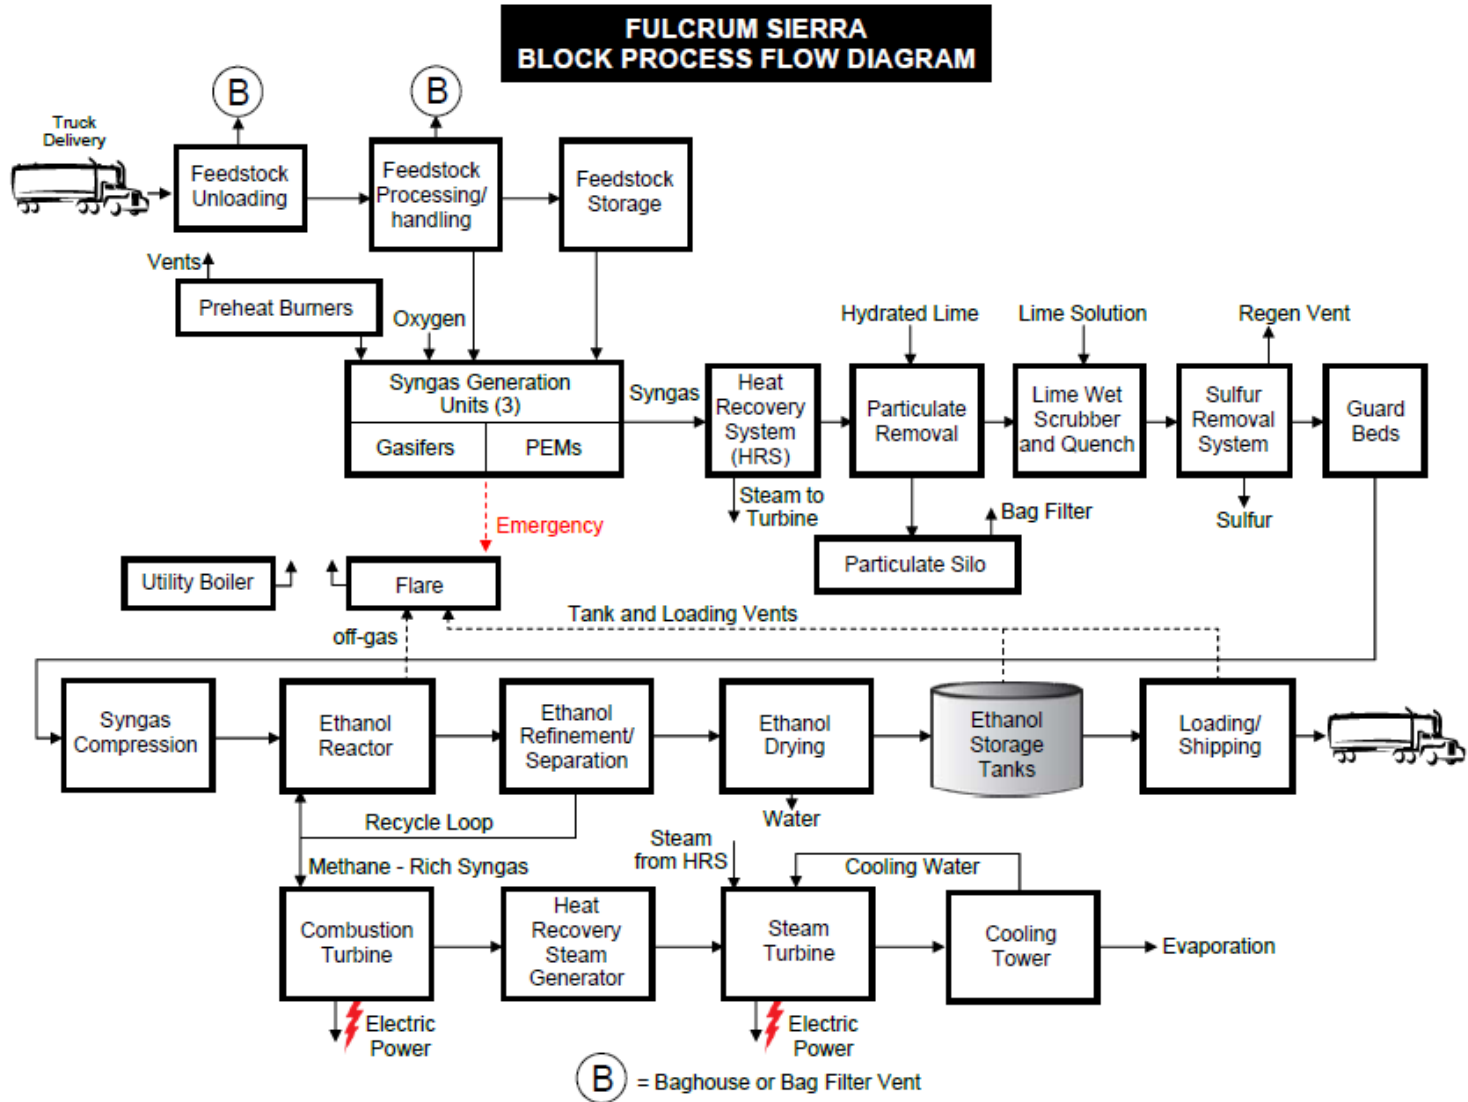 FULCRUM SIERRA
BLOCK PROCESS FLOW DIAGRAM
B
B
Truck
Delivery
Feedstock
Unloading
Feedstock
Processing/
handling
Feedstock
Storage
Vents
Preheat Burners
Oxygen
Hydrated Lime
Lime Solution
Regen Vent
Syngas Generation
Units (3)
Gasifers
PEMs
Syngas
Heat
Recovery
System
(HRS)
Particulate
Removal
Lime Wet
Scrubber
and Quench
Sulfur
Removal
System
Guard
Beds
Steam to
Turbine
Bag Filter
Sulfur
Emergency
Utility Boiler
Flare
Particulate Silo
off-gas
Tank and Loading Vents
Syngas
Compression
Ethanol
Reactor
Ethanol
Refinement/
Separation
Ethanol
Drying
Ethanol
Storage
Tanks
Loading/
Shipping
Recycle Loop
Water
Methane - Rich Syngas
Steam
from HRS
Cooling Water
Combustion
Turbine
Heat
Recovery
Steam
Generator
Steam
Turbine
Cooling
Tower
Evaporation
Electric
Power
Electric
Power
B = Baghouse or Bag Filter Vent